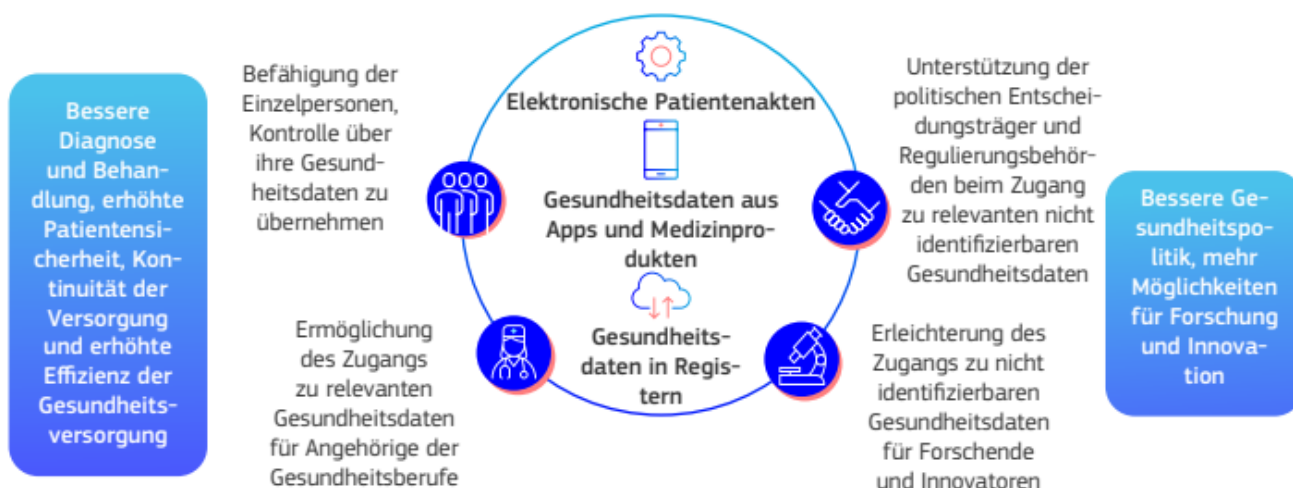 Bessere
Diagnose
und Behan-
dlung, erhöhte
Patientensi-
cherheit, Kon-
tinuität der
Versorgung
und erhöhte
Effizienz der
Gesundheits-
versorgung
Befähigung der
Einzelpersonen,
Kontrolle über
ihre Gesund-
heitsdaten zu
übernehmen
Ermöglichung
des Zugangs
zu relevanten
Gesundheitsdaten
für Angehörige der
Gesundheitsberufe
Elektronische Patientenakten
Gesundheitsdaten aus
Apps und Medizinpro-
dukten
Gesundheits-
daten in Regis-
tern
Unterstützung der
politischen Entschei-
dungsträger und
Regulierungsbehör-
den beim Zugang
zu relevanten nicht
identifizierbaren
Gesundheitsdaten
Erleichterung des
Zugangs zu nicht
identifizierbaren
Gesundheitsdaten
für Forschende
und Innovatoren
Bessere Ge-
sundheitspo-
litik, mehr
Möglichkeiten
für Forschung
und Innova-
tion